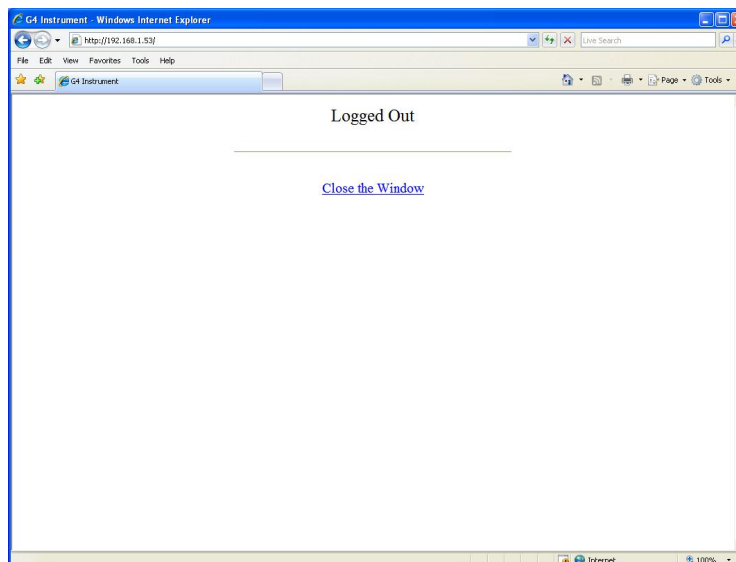 G4 Instrument - Windows Internet Explorer
http://192.168.1.53/
Live Search
File Edit View Favorites Tools Help
G4 Instrument
Page Tools
Logged Out
Close the Window
Internet 100%